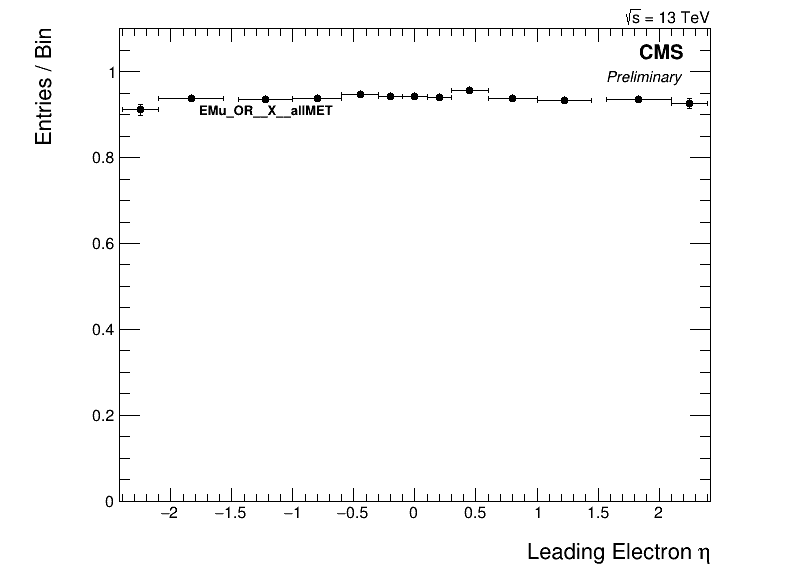 √s = 13 TeV
CMS
Preliminary
Entries / Bin
1
0.8
0.6
0.4
0.2
0
EMu_OR__X__allMET
−2 −1.5 −1 −0.5 0 0.5 1 1.5 2
Leading Electron η